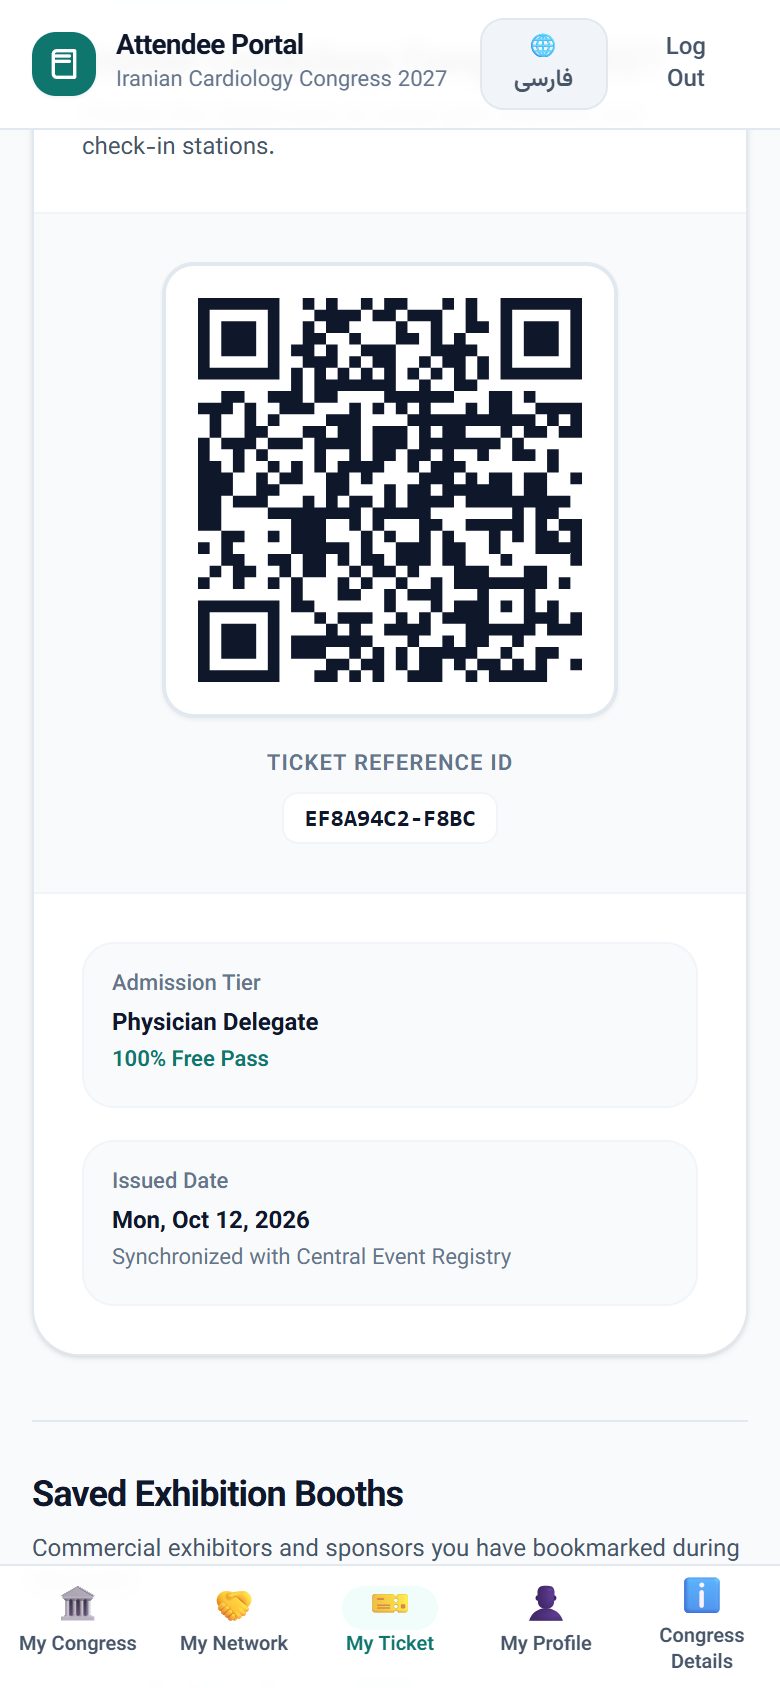 Attendee Portal
Iranian Cardiology Congress 2027
فارسی
Log
Out
check-in stations.
TICKET REFERENCE ID
EF8A94C2-F8BC
Admission Tier
Physician Delegate
100% Free Pass
Issued Date
Mon, Oct 12, 2026
Synchronized with Central Event Registry
Saved Exhibition Booths
Commercial exhibitors and sponsors you have bookmarked during
My Congress
My Network
My Ticket
My Profile
Congress
Details